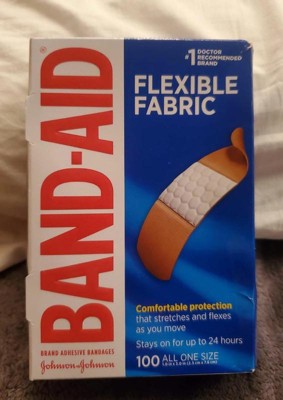 BAND-AID
®
BRAND ADHESIVE BANDAGES
Johnson & Johnson
#1 DOCTOR
RECOMMENDED
BRAND
FLEXIBLE
FABRIC
Comfortable protection
that stretches and flexes
as you move
Stays on for up to 24 hours
100 ALL ONE SIZE